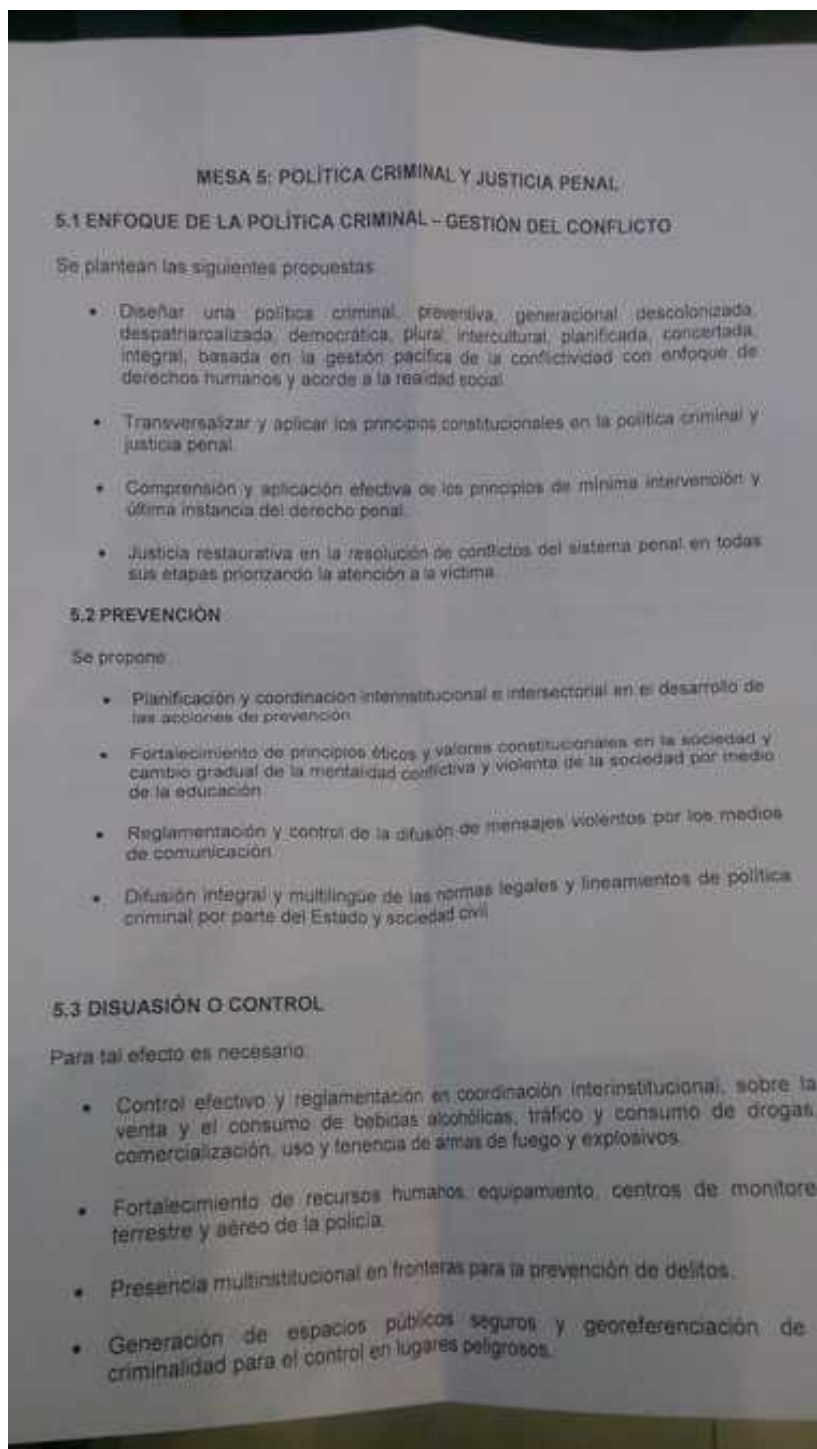 MESA 5: POLÍTICA CRIMINAL Y JUSTICIA PENAL
5.1 ENFOQUE DE LA POLÍTICA CRIMINAL – GESTIÓN DEL CONFLICTO
Se plantean las siguientes propuestas
• Diseñar una política criminal, preventiva, generacional descolonizada,
despatriarcalizada, democrática, plural, intercultural, planificada, concertada,
integral, basada en la gestión pacífica de la conflictividad con enfoque de
derechos humanos y acorde a la realidad social.
• Transversalizar y aplicar los principios constitucionales en la política criminal y
justicia penal.
• Comprensión y aplicación efectiva de los principios de mínima intervención y
última instancia del derecho penal.
• Justicia restaurativa en la resolución de conflictos del sistema penal en todas
sus etapas priorizando la atención a la víctima.
5.2 PREVENCIÓN
Se propone:
• Planificación y coordinación interinstitucional e intersectorial en el desarrollo de
las acciones de prevención.
• Fortalecimiento de principios éticos y valores constitucionales en la sociedad y
cambio gradual de la mentalidad conflictiva y violenta de la sociedad por medio
de la educación.
• Reglamentación y control de la difusión de mensajes violentos por los medios
de comunicación.
• Difusión integral y multilingüe de las normas legales y lineamientos de política
criminal por parte del Estado y sociedad civil
5.3 DISUASIÓN O CONTROL
Para tal efecto es necesario:
• Control efectivo y reglamentación en coordinación interinstitucional, sobre la
venta y el consumo de bebidas alcohólicas, tráfico y consumo de drogas,
comercialización, uso y tenencia de armas de fuego y explosivos.
• Fortalecimiento de recursos humanos, equipamiento, centros de monitore
terrestre y aéreo de la policía.
• Presencia multinstitucional en fronteras para la prevención de delitos.
• Generación de espacios públicos seguros y georeferenciación de
criminalidad para el control en lugares peligrosos.